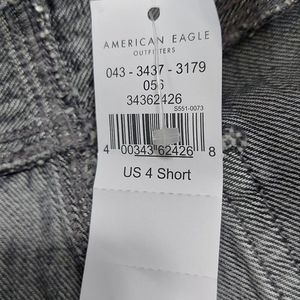 AMERICAN EAGLE
OUTFITTERS
043 - 3437 - 3179
056
34362426
S551-0073
4 00343 62426 8
US 4 Short